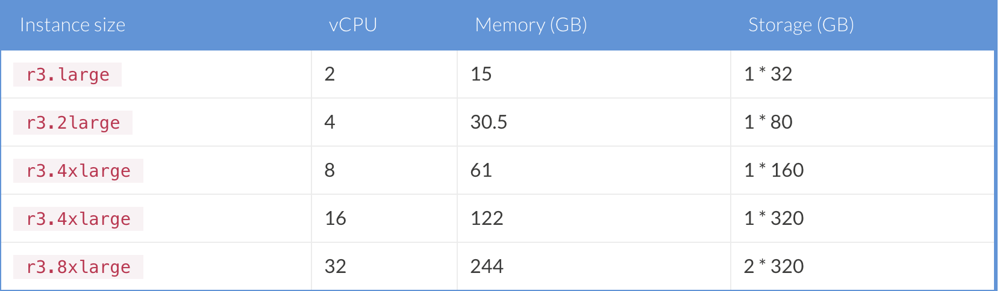 Instance size vCPU Memory (GB) Storage (GB)
r3.large 2 15 1 * 32
r3.2large 4 30.5 1 * 80
r3.4xlarge 8 61 1 * 160
r3.4xlarge 16 122 1 * 320
r3.8xlarge 32 244 2 * 320